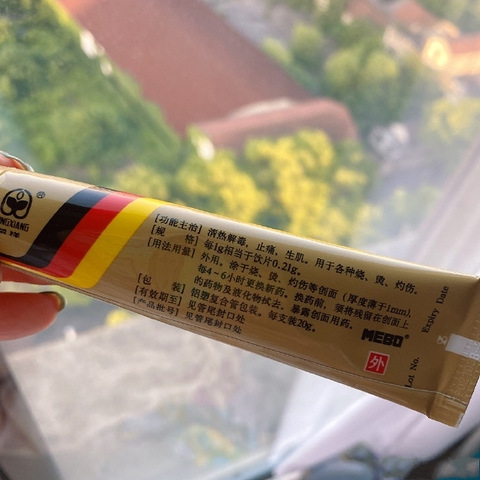 ®
[功能主治] 清热解毒,止痛,生肌。用于各种烧、烫、灼伤。
[规　格] 每1g相当于饮片0.21g。
[用法用量] 外用。涂于烧、烫、灼伤等创面(厚度薄于1mm),
每4~6小时更换新药。换药前,须将残留在创面上
的药物及液化物拭去。暴露创面用药。
[包　装] 铝塑复合管包装。每支装20g。
[有效期至] 见管尾封口处
[产品批号] 见管尾封口处
MEBO®
外
Lot No.
Expiry Date